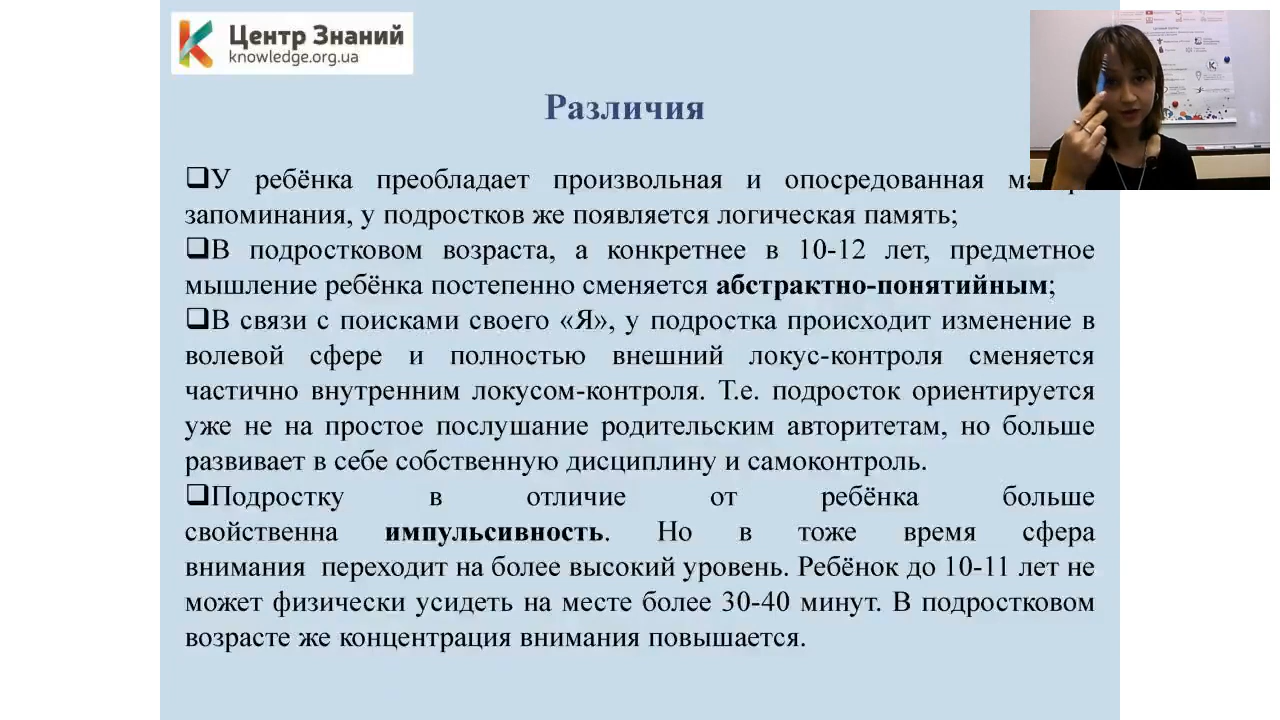 Центр Знаний
knowledge.org.ua
Различия
У ребёнка преобладает произвольная и опосредованная
запоминания, у подростков же появляется логическая память;
В подростковом возраста, а конкретнее в 10-12 лет, предметное
мышление ребёнка постепенно сменяется абстрактно-понятийным;
В связи с поисками своего «Я», у подростка происходит изменение в
волевой сфере и полностью внешний локус-контроля сменяется
частично внутренним локусом-контроля. Т.е. подросток ориентируется
уже не на простое послушание родительским авторитетам, но больше
развивает в себе собственную дисциплину и самоконтроль.
Подростку в отличие от ребёнка больше
свойственна импульсивность. Но в тоже время сфера
внимания переходит на более высокий уровень. Ребёнок до 10-11 лет не
может физически усидеть на месте более 30-40 минут. В подростковом
возрасте же концентрация внимания повышается.